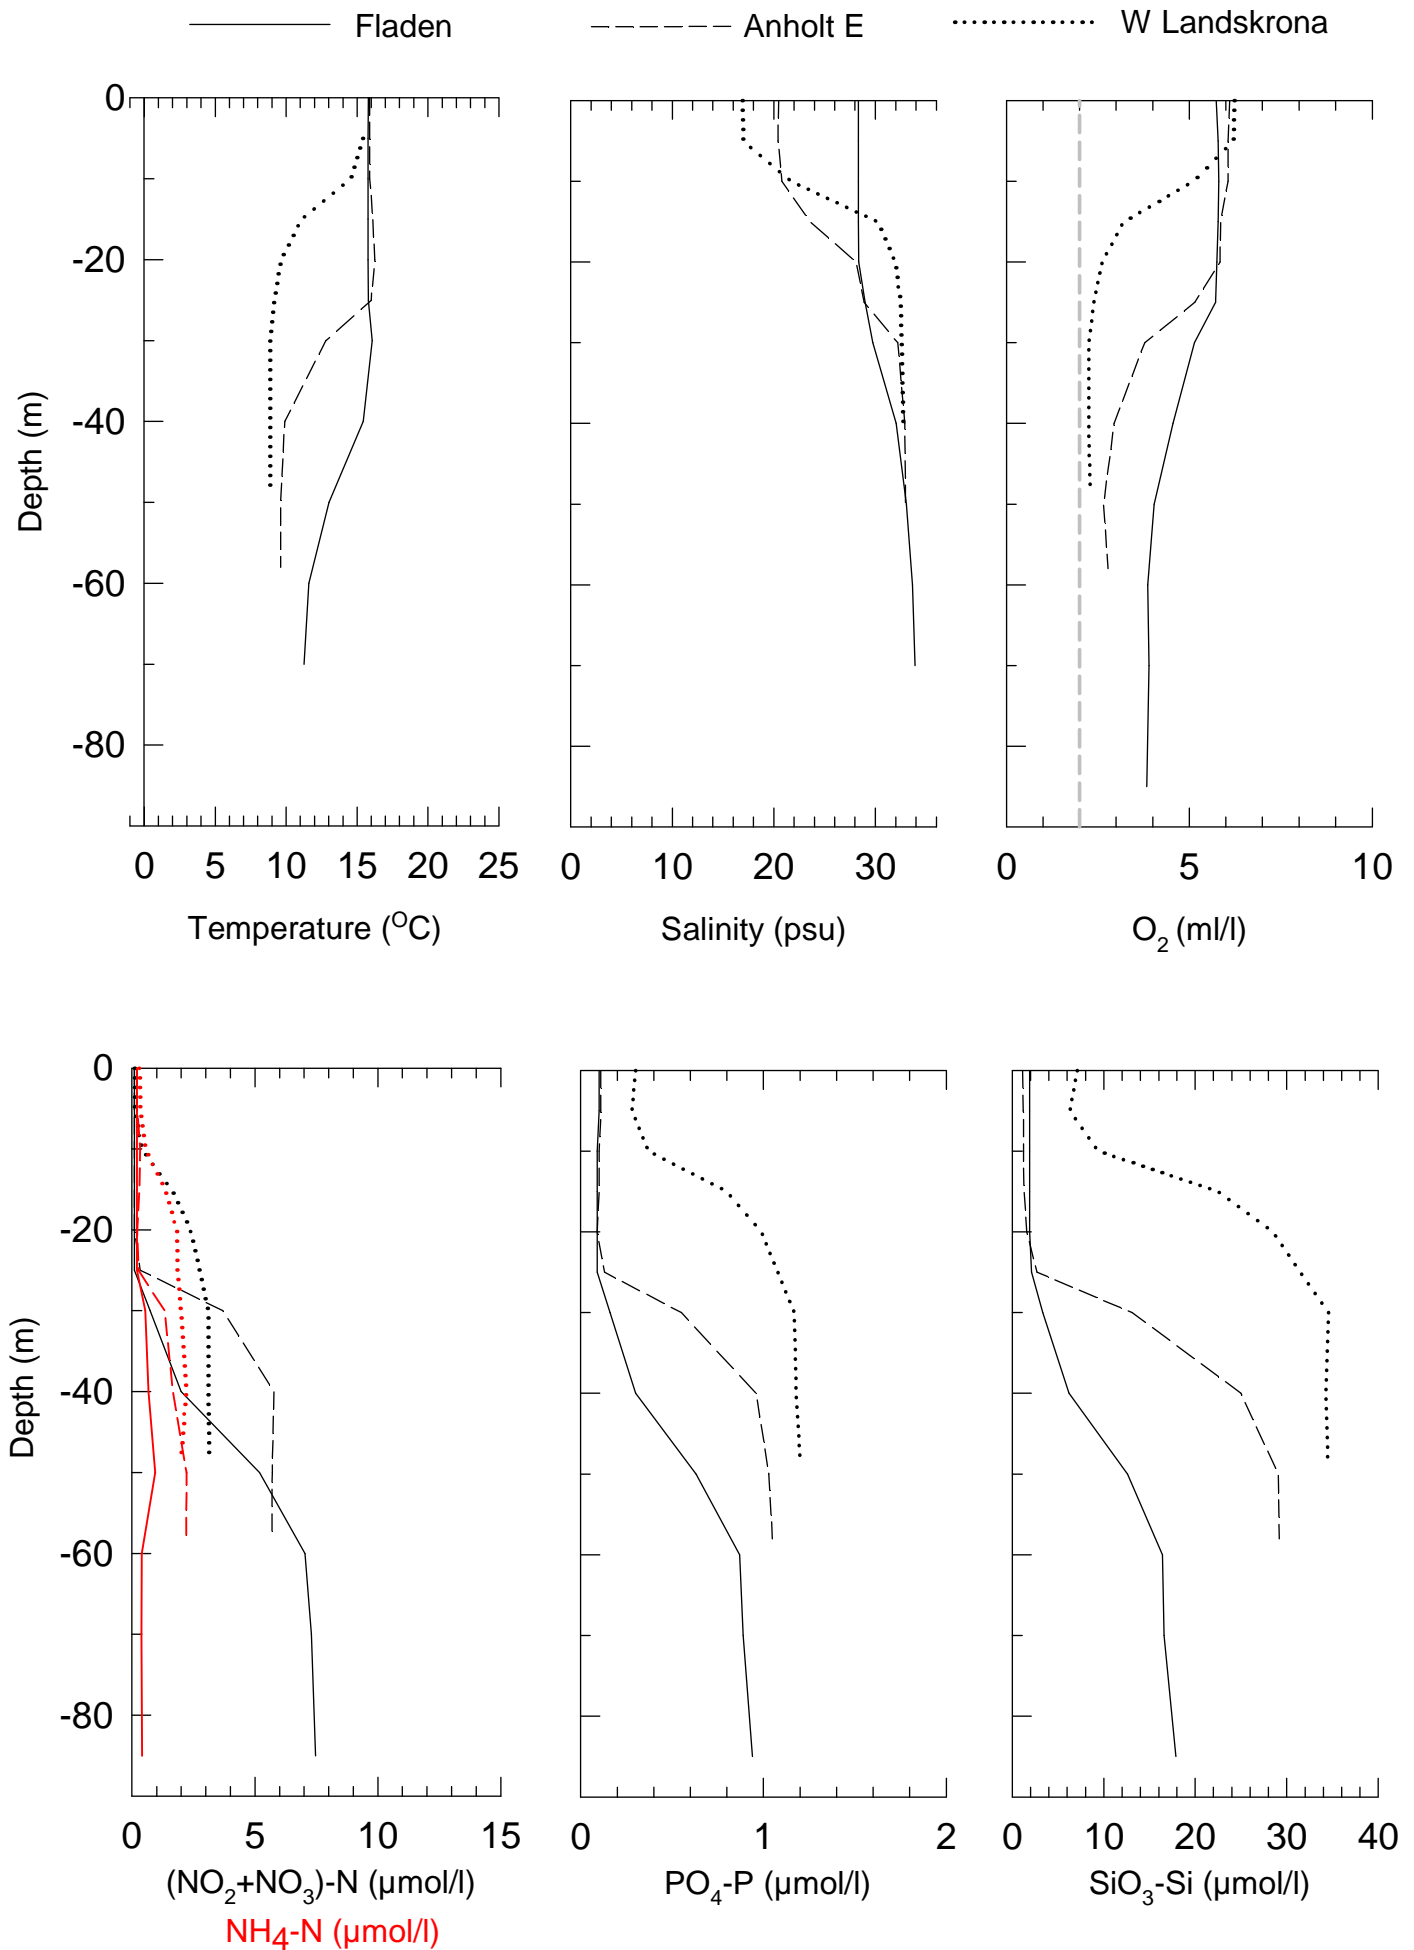 Fladen Anholt E W Landskrona
0
-20
-40
-60
-80
Depth (m)
0 5 10 15 20 25 0 10 20 30 0 5 10
Temperature (ᴼC) Salinity (psu) O₂ (ml/l)
0
-20
-40
-60
-80
Depth (m)
0 5 10 15 0 1 2 0 10 20 30 40
(NO₂+NO₃)-N (µmol/l) PO₄-P (µmol/l) SiO₃-Si (µmol/l)
NH4-N (µmol/l)